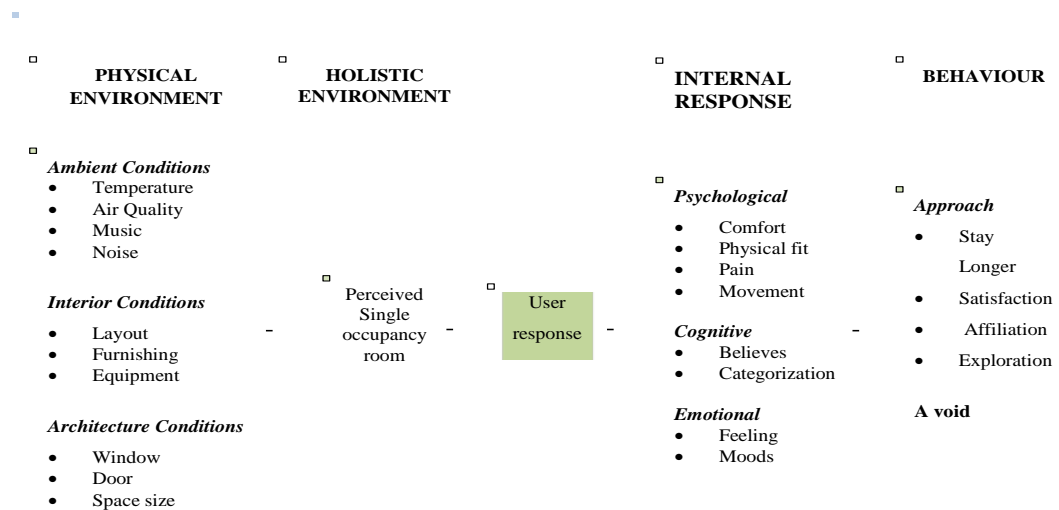 PHYSICAL
ENVIRONMENT
Ambient Conditions
• Temperature
• Air Quality
• Music
• Noise
Interior Conditions
• Layout
• Furnishing
• Equipment
Architecture Conditions
• Window
• Door
• Space size
HOLISTIC
ENVIRONMENT
Perceived
Single
occupancy
room
User
response
INTERNAL
RESPONSE
Psychological
• Comfort
• Physical fit
• Pain
• Movement
Cognitive
• Believes
• Categorization
Emotional
• Feeling
• Moods
BEHAVIOUR
Approach
• Stay
Longer
• Satisfaction
• Affiliation
• Exploration
A void